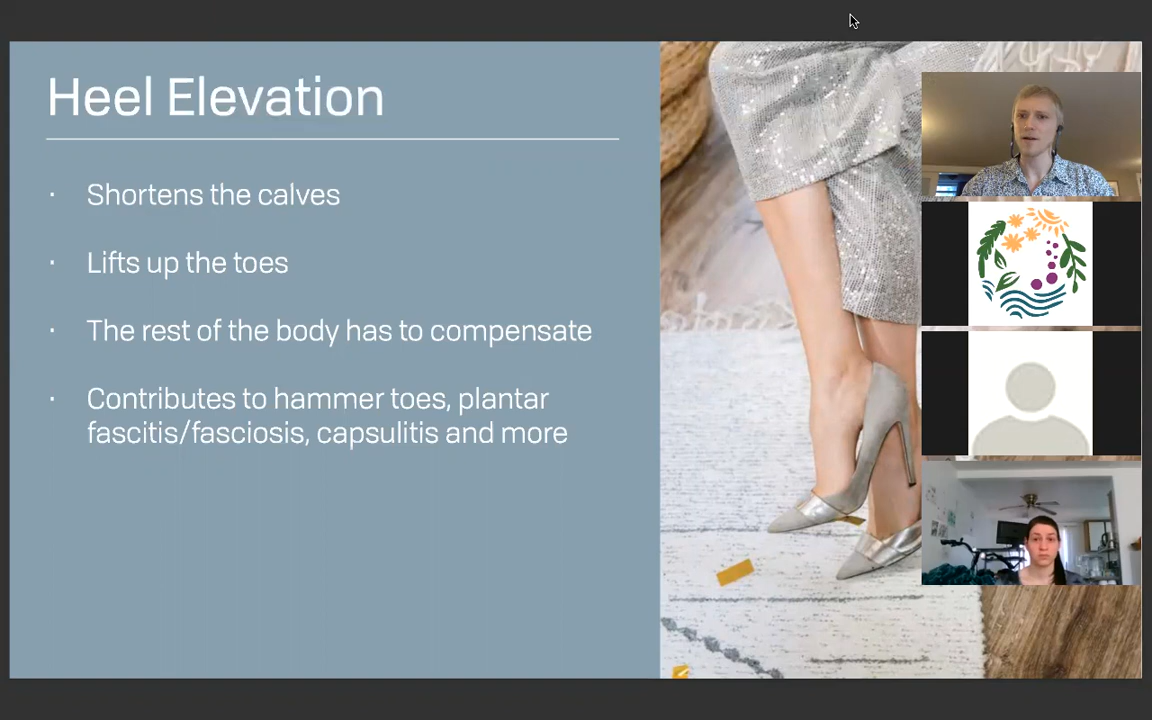 Heel Elevation
· Shortens the calves
· Lifts up the toes
· The rest of the body has to compensate
· Contributes to hammer toes, plantar
fascitis/fasciosis, capsulitis and more